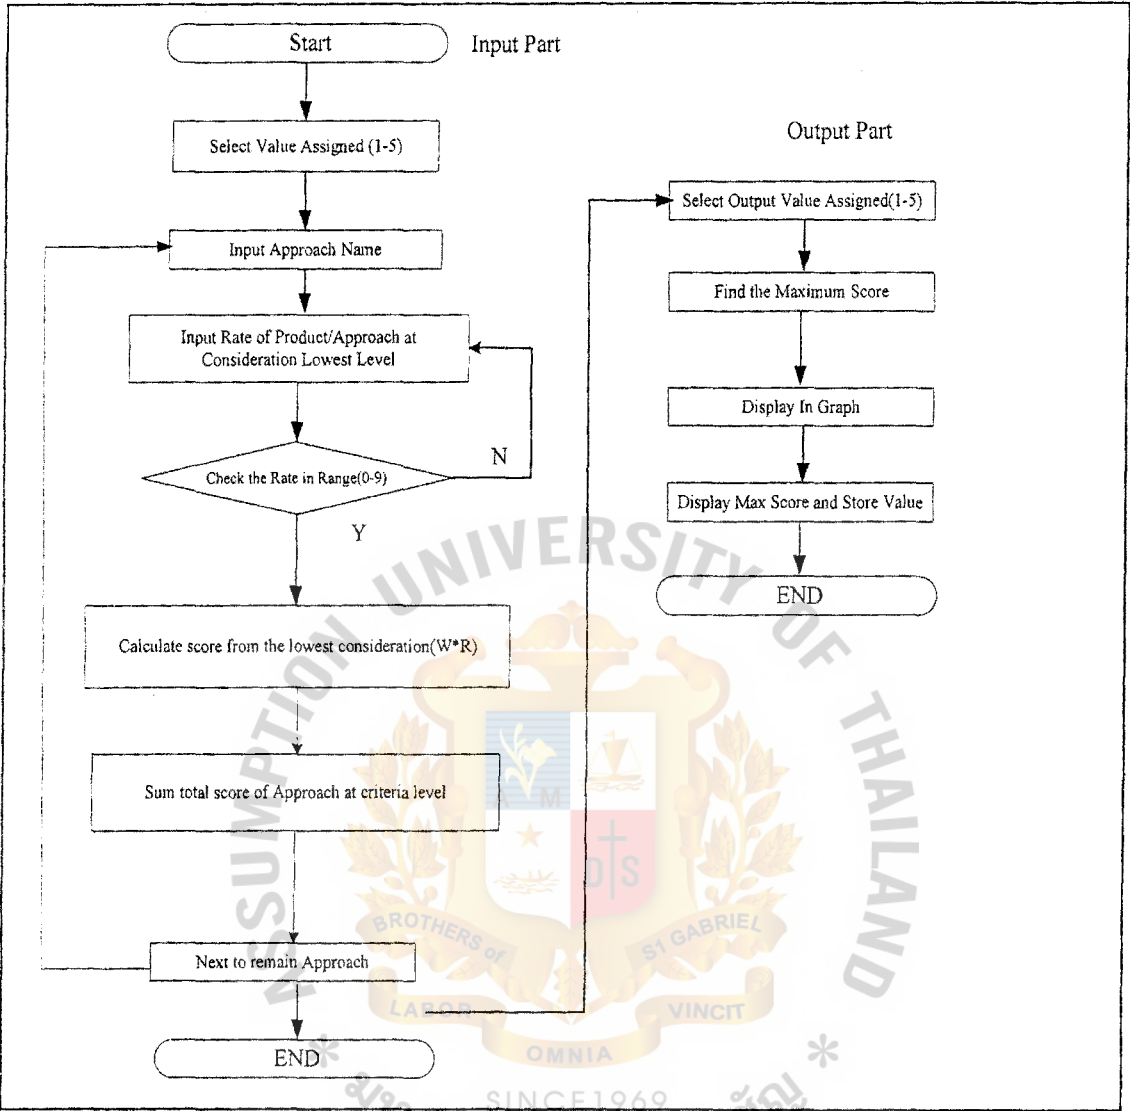 Start
Input Part
Select Value Assigned (1-5)
Input Approach Name
Input Rate of Product/Approach at
Consideration Lowest Level
Check the Rate in Range(0-9)
N
Y
Calculate score from the lowest consideration(W*R)
Sum total score of Approach at criteria level
Next to remain Approach
END
Output Part
Select Output Value Assigned(1-5)
Find the Maximum Score
Display In Graph
Display Max Score and Store Value
END
ASSUMPTION UNIVERSITY OF THAILAND
A M
D S
BROTHERS of
ST GABRIEL
LABOR
OMNIA
VINCIT
SINCE1969